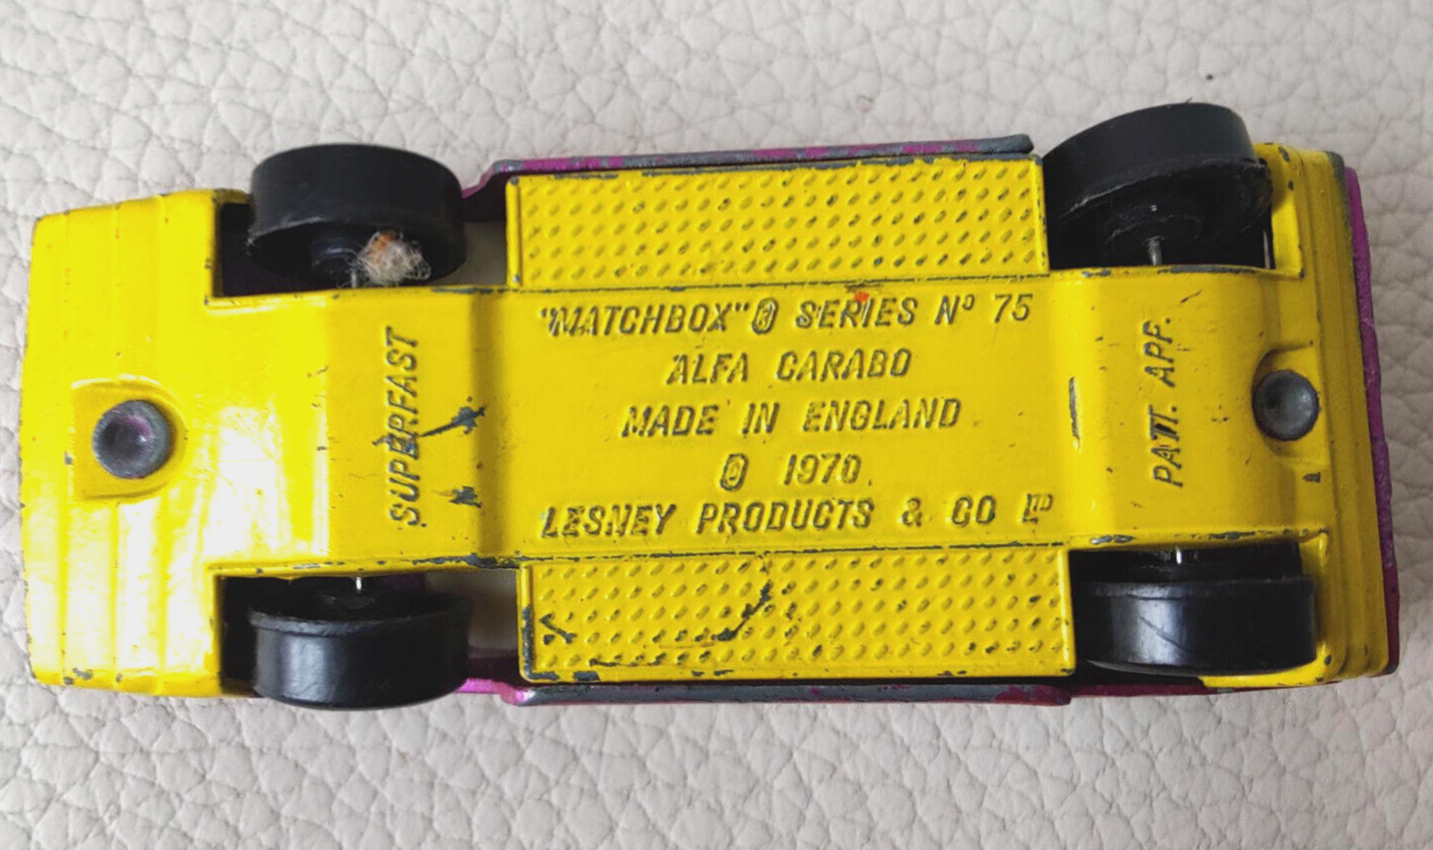 "MATCHBOX"® SERIES Nº 75
ALFA CARABO
MADE IN ENGLAND
© 1970
LESNEY PRODUCTS & CO LTD
SUPERFAST
PATT. APP.